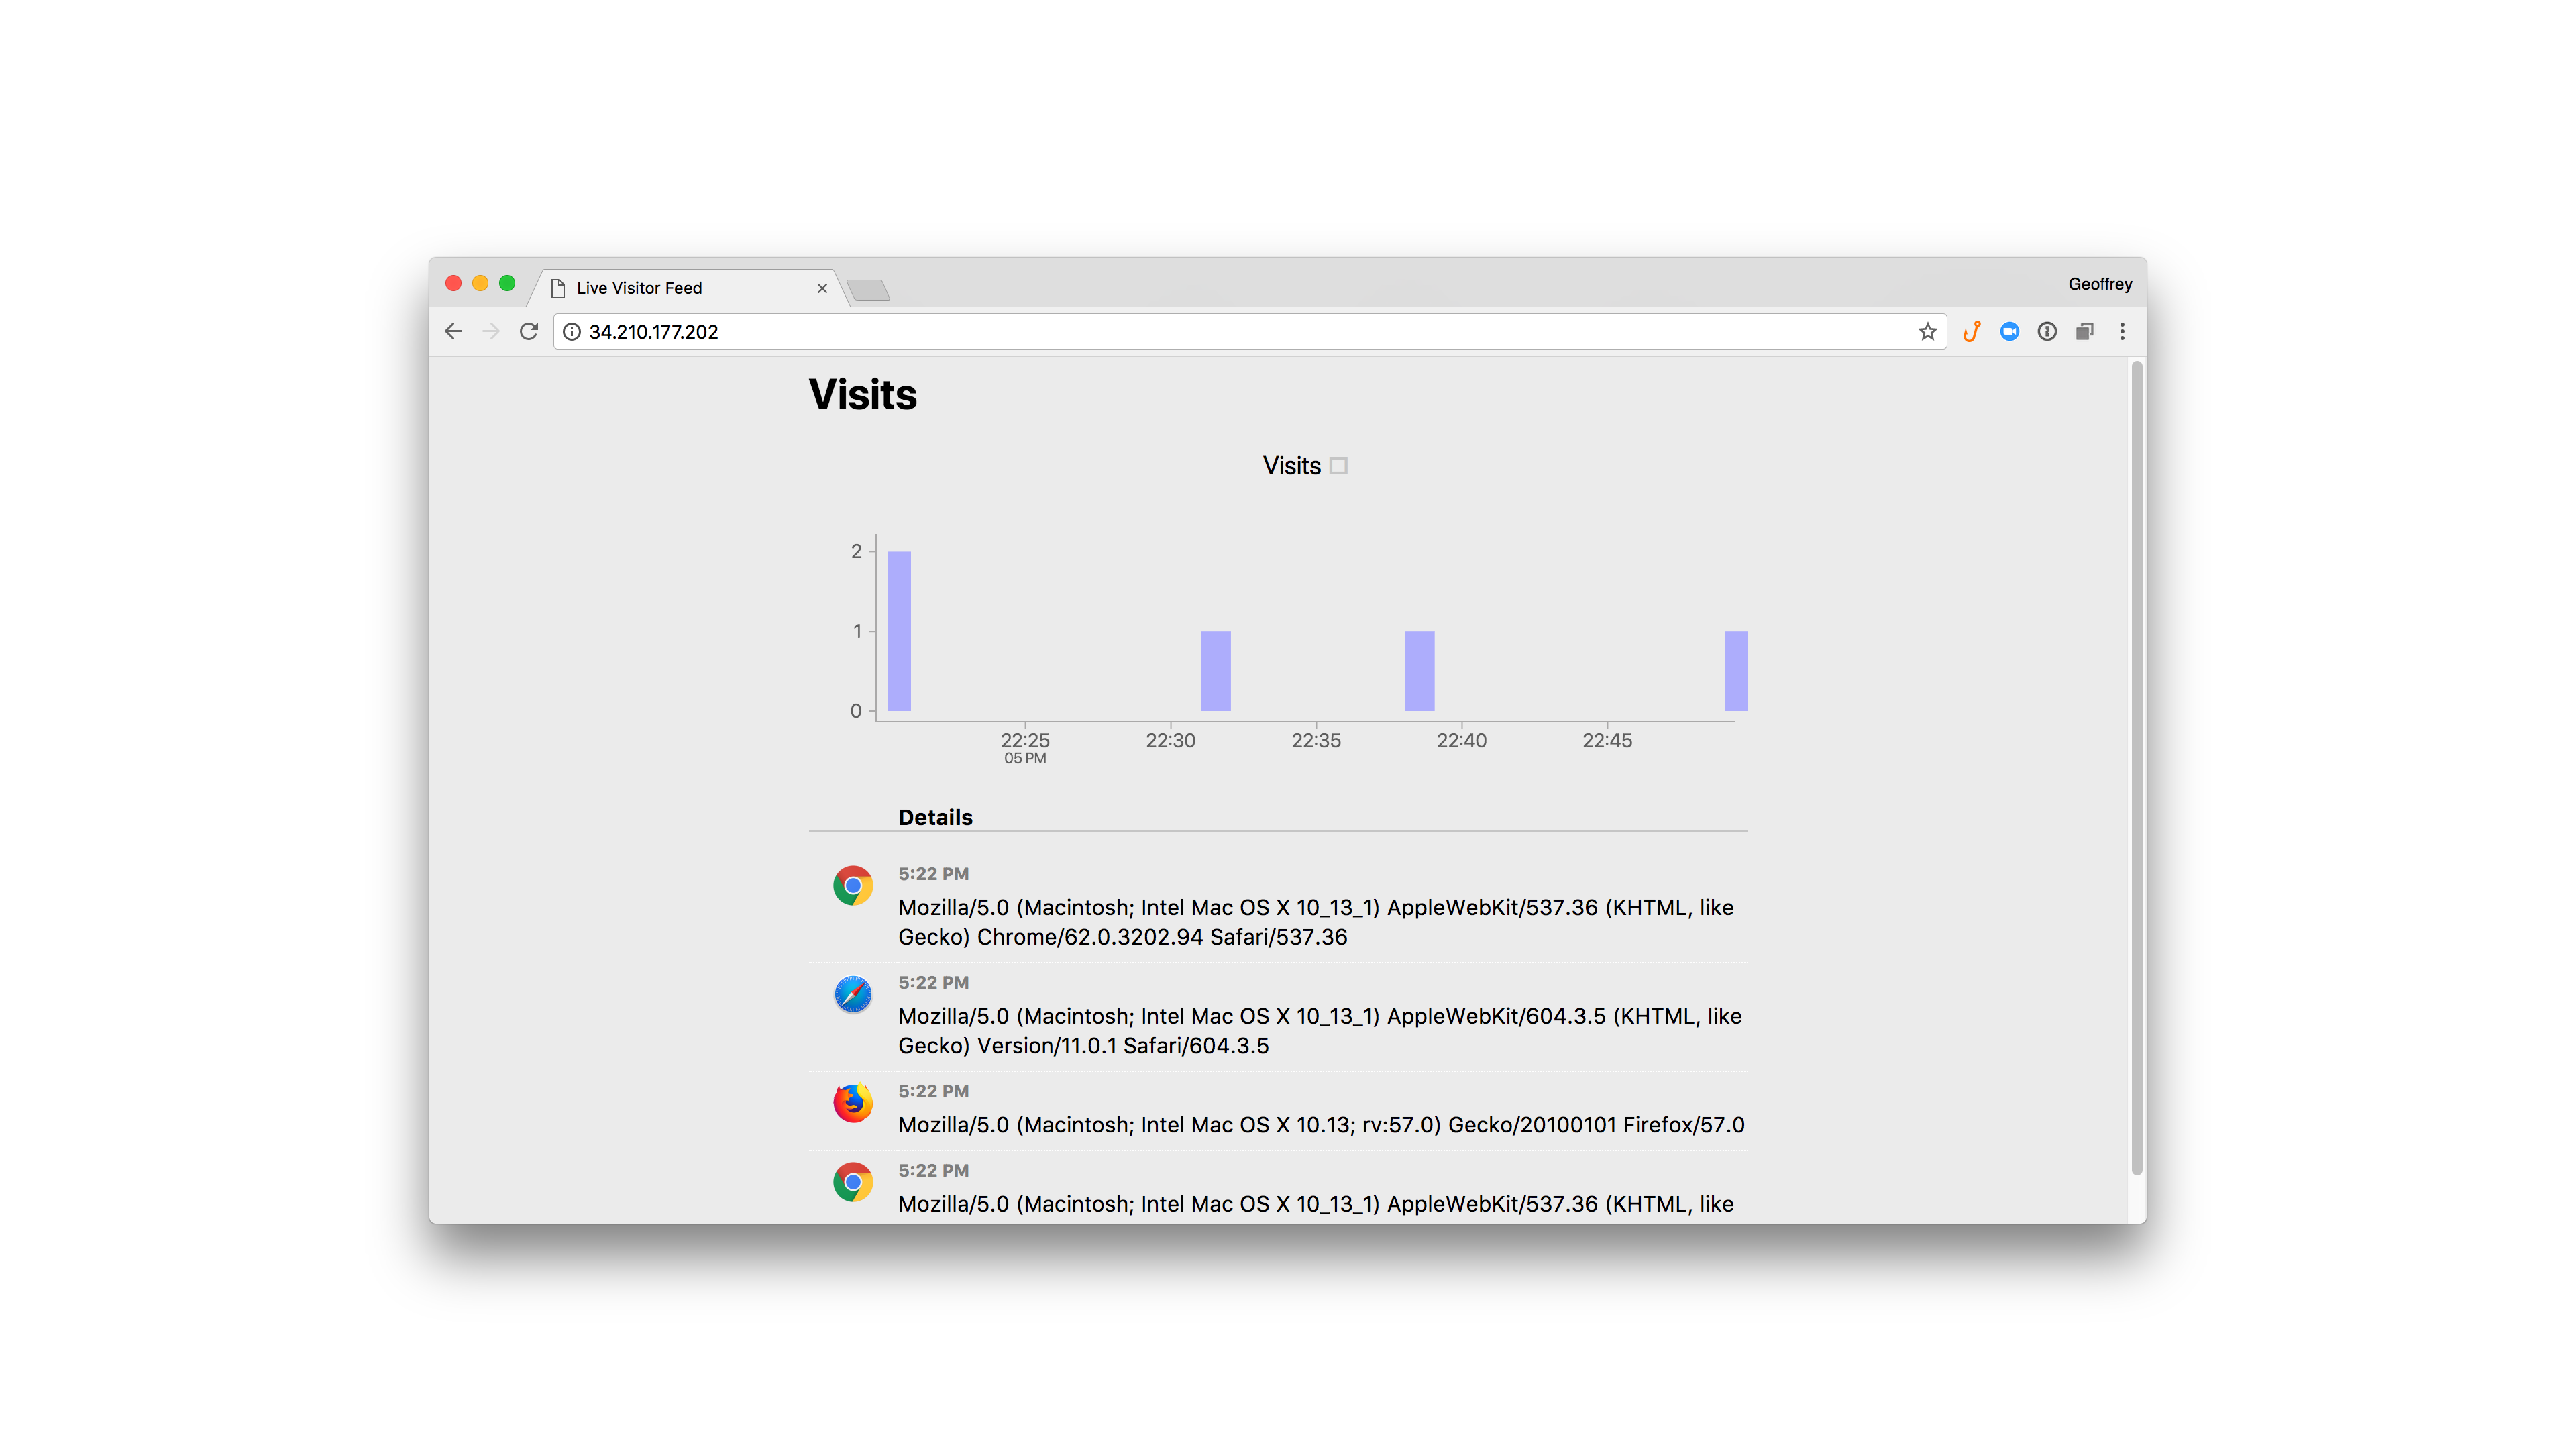 Live Visitor Feed
Geoffrey
34.210.177.202
Visits
Visits
2
1
0
22:25 22:30 22:35 22:40 22:45
05 PM
Details
5:22 PM
Mozilla/5.0 (Macintosh; Intel Mac OS X 10_13_1) AppleWebKit/537.36 (KHTML, like
Gecko) Chrome/62.0.3202.94 Safari/537.36
5:22 PM
Mozilla/5.0 (Macintosh; Intel Mac OS X 10_13_1) AppleWebKit/604.3.5 (KHTML, like
Gecko) Version/11.0.1 Safari/604.3.5
5:22 PM
Mozilla/5.0 (Macintosh; Intel Mac OS X 10.13; rv:57.0) Gecko/20100101 Firefox/57.0
5:22 PM
Mozilla/5.0 (Macintosh; Intel Mac OS X 10_13_1) AppleWebKit/537.36 (KHTML, like